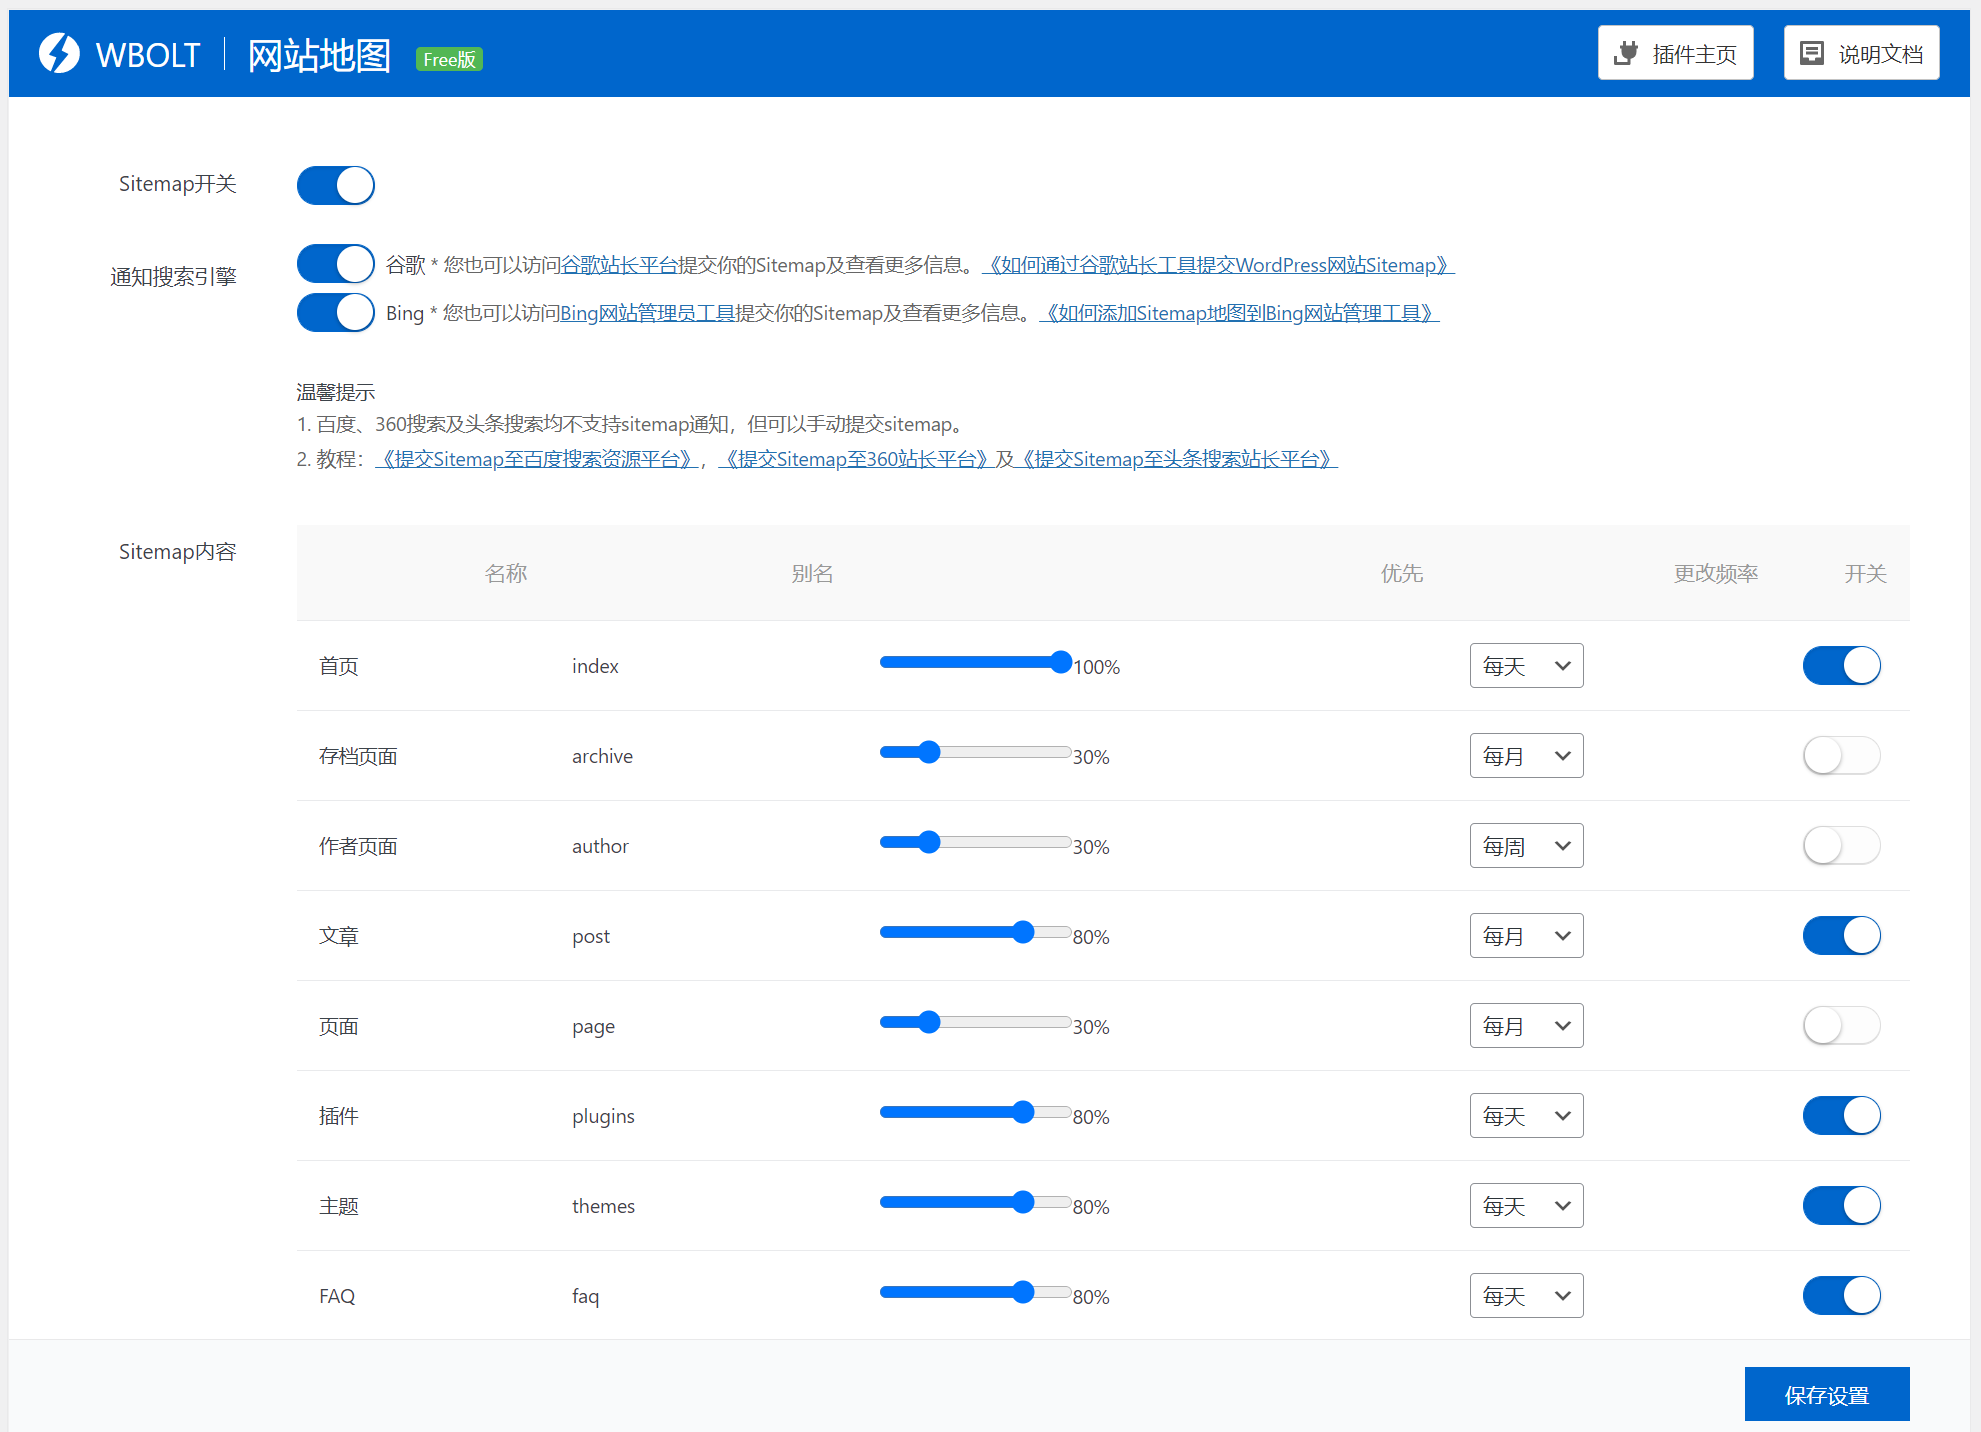 WBOLT 网站地图 Free版 插件主页 说明文档
Sitemap开关
通知搜索引擎
谷歌 * 您也可以访问谷歌站长平台提交你的Sitemap及查看更多信息。《如何通过谷歌站长工具提交WordPress网站Sitemap》
Bing * 您也可以访问Bing网站管理员工具提交你的Sitemap及查看更多信息。《如何添加Sitemap地图到Bing网站管理工具》
温馨提示
1. 百度、360搜索及头条搜索均不支持sitemap通知，但可以手动提交sitemap。
2. 教程：《提交Sitemap至百度搜索资源平台》，《提交Sitemap至360站长平台》及《提交Sitemap至头条搜索站长平台》
Sitemap内容
名称 别名 优先 更改频率 开关
首页 index 100% 每天
存档页面 archive 30% 每月
作者页面 author 30% 每周
文章 post 80% 每月
页面 page 30% 每月
插件 plugins 80% 每天
主题 themes 80% 每天
FAQ faq 80% 每天
保存设置